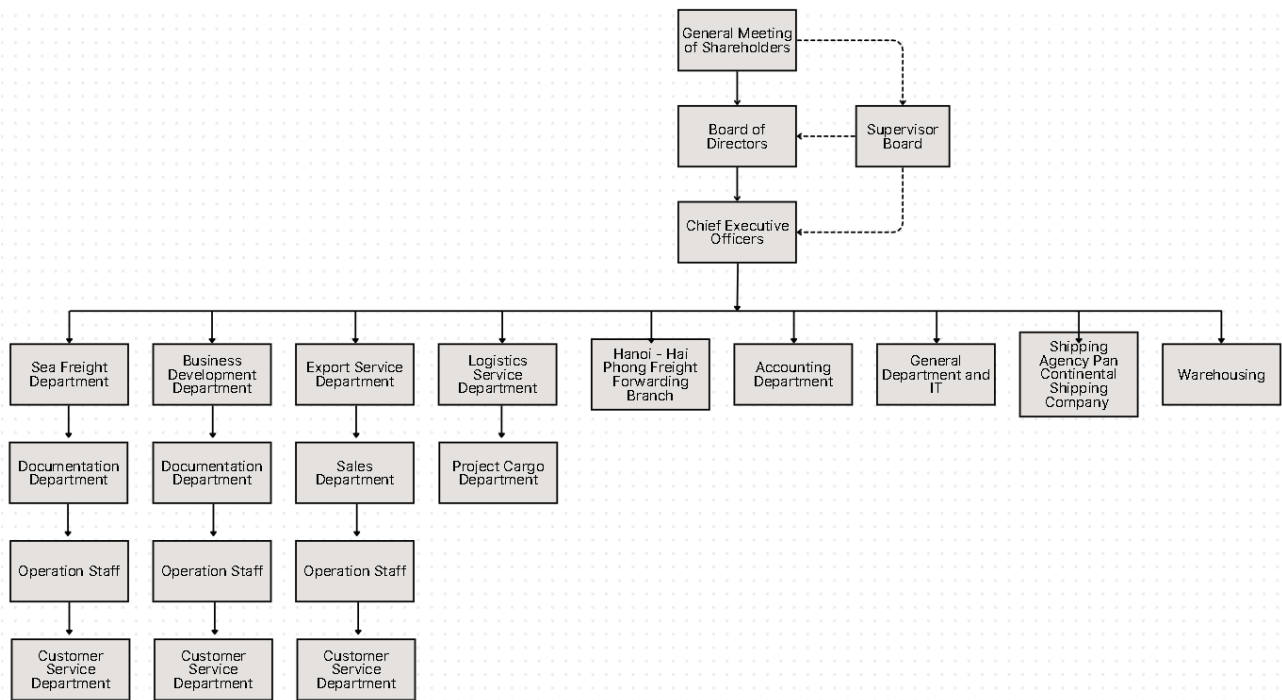 General Meeting
of Shareholders
Board of
Directors
Supervisor
Board
Chief Executive
Officers
Sea Freight
Department
Business
Development
Department
Export Service
Department
Logistics
Service
Department
Hanoi - Hai
Phong Freight
Forwarding
Branch
Accounting
Department
General
Department and
IT
Shipping
Agency Pan
Continental
Shipping
Company
Warehousing
Documentation
Department
Documentation
Department
Sales
Department
Project Cargo
Department
Operation Staff
Operation Staff
Operation Staff
Customer
Service
Department
Customer
Service
Department
Customer
Service
Department